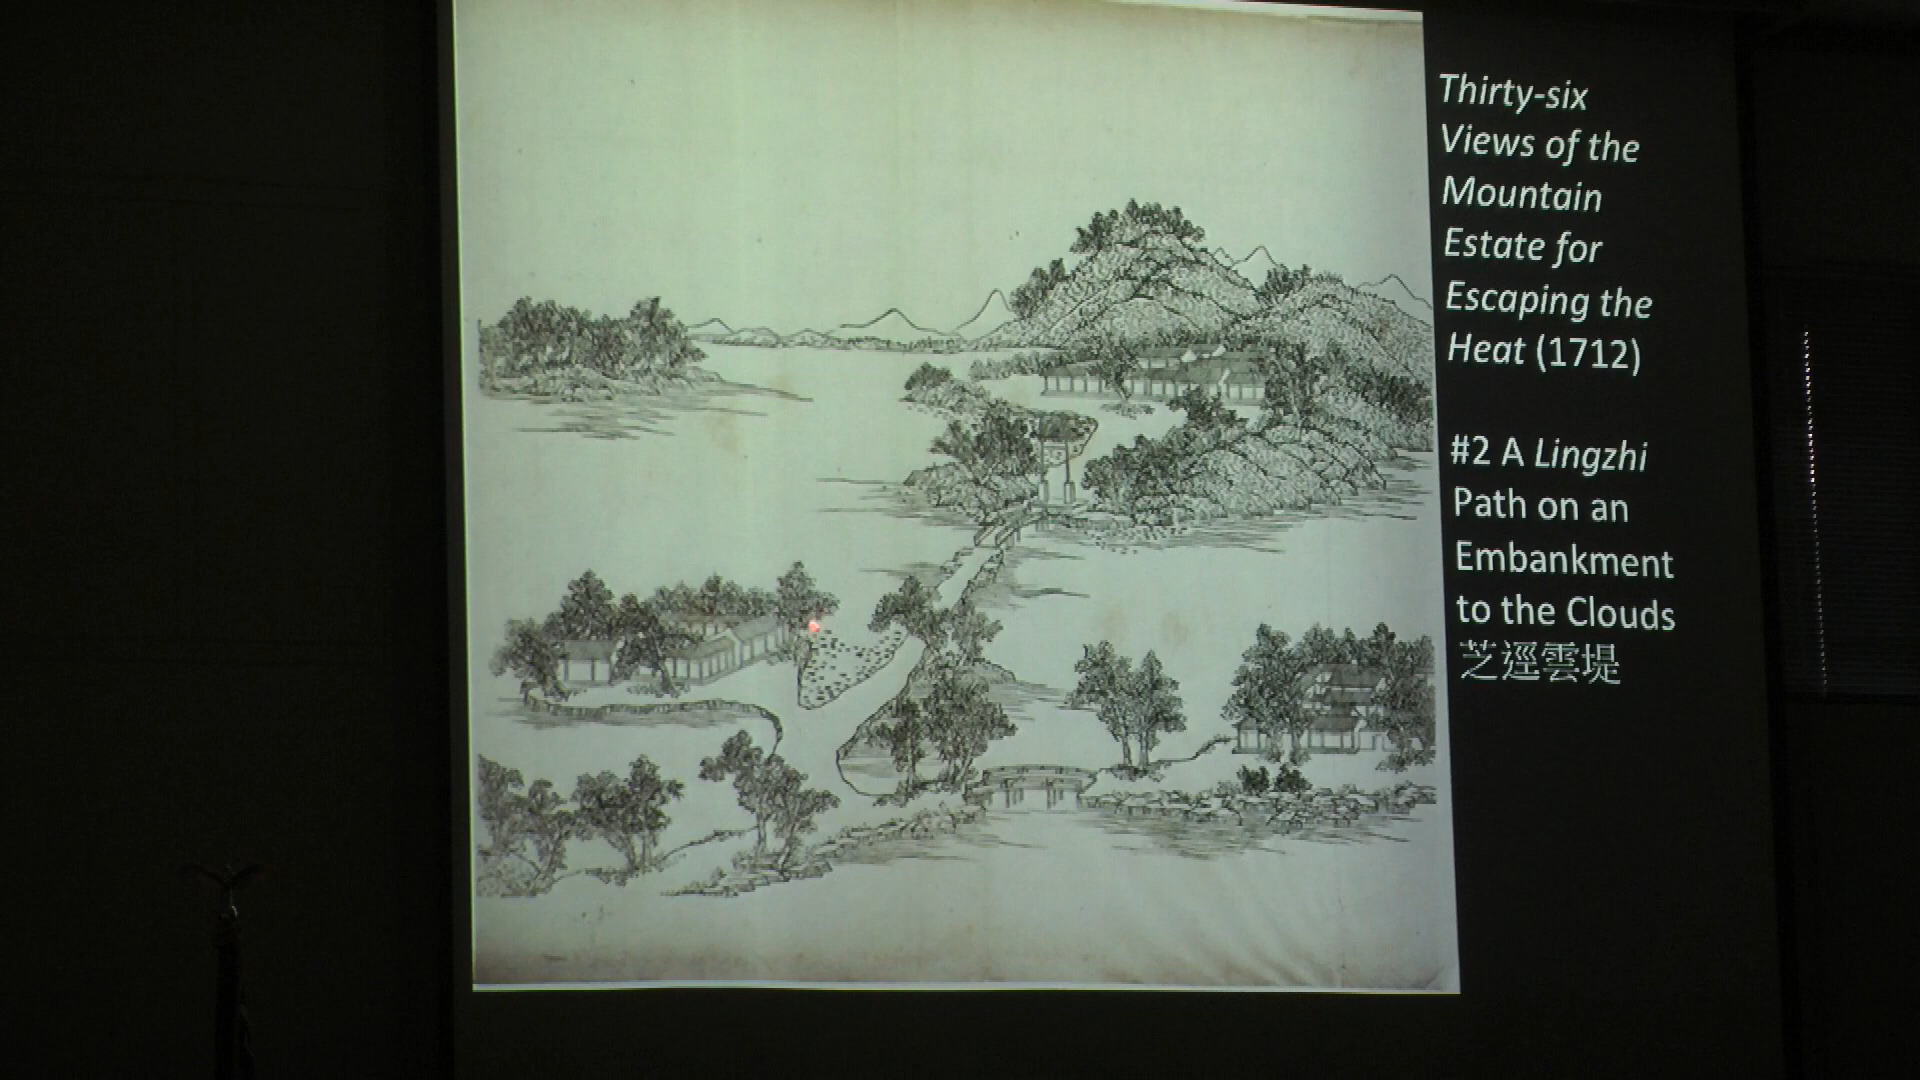 Thirty-six
Views of the
Mountain
Estate for
Escaping the
Heat (1712)
#2 A Lingzhi
Path on an
Embankment
to the Clouds
芝逕雲堤